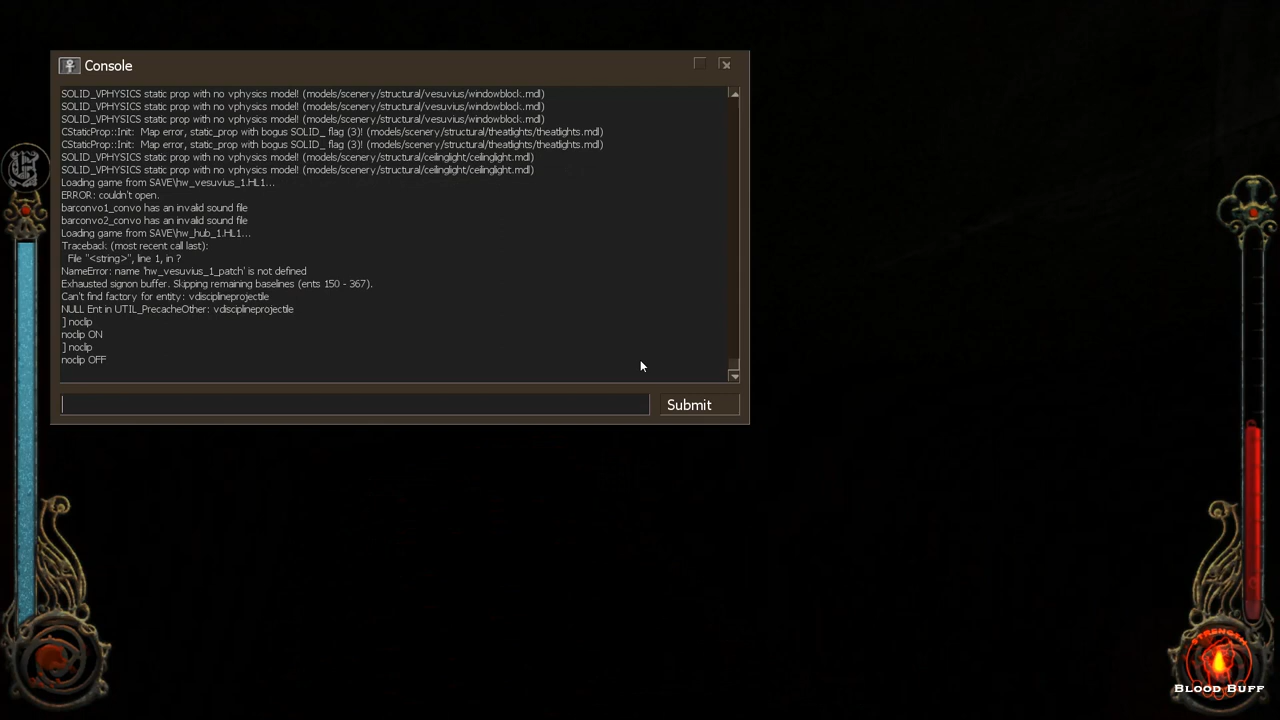 Console
SOLID_VPHYSICS static prop with no vphysics model! (models/scenery/structural/vesuvius/windowblock.mdl)
SOLID_VPHYSICS static prop with no vphysics model! (models/scenery/structural/vesuvius/windowblock.mdl)
SOLID_VPHYSICS static prop with no vphysics model! (models/scenery/structural/vesuvius/windowblock.mdl)
CStaticProp::Init:  Map error, static_prop with bogus SOLID_ flag (3)! (models/scenery/structural/theatlights/theatlights.mdl)
CStaticProp::Init:  Map error, static_prop with bogus SOLID_ flag (3)! (models/scenery/structural/theatlights/theatlights.mdl)
SOLID_VPHYSICS static prop with no vphysics model! (models/scenery/structural/ceilinglight/ceilinglight.mdl)
SOLID_VPHYSICS static prop with no vphysics model! (models/scenery/structural/ceilinglight/ceilinglight.mdl)
Loading game from SAVE\hw_vesuvius_1.HL1...
ERROR: couldn't open.
barconvo1_convo has an invalid sound file
barconvo2_convo has an invalid sound file
Loading game from SAVE\hw_hub_1.HL1...
Traceback (most recent call last):
  File "<string>", line 1, in ?
NameError: name 'hw_vesuvius_1_patch' is not defined
Exhausted signon buffer. Skipping remaining baselines (ents 150 - 367).
Can't find factory for entity: vdisciplineprojectile
NULL Ent in UTIL_PrecacheOther: vdisciplineprojectile
] noclip
noclip ON
] noclip
noclip OFF
Submit
STRENGTH
BLOOD BUFF